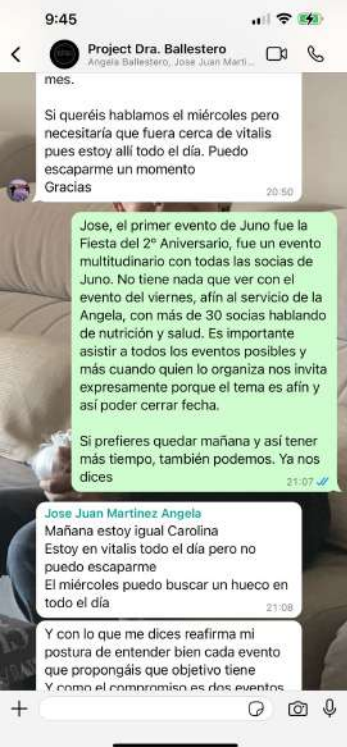 9:45
Project Dra. Ballestero
Angela Ballestero, Jose Juan Marti...
mes.
Si queréis hablamos el miércoles pero
necesitaría que fuera cerca de vitalis
pues estoy allí todo el día. Puedo
escaparme un momento
Gracias
20:50
Jose, el primer evento de Juno fue la
Fiesta del 2º Aniversario, fue un evento
multitudinario con todas las socias de
Juno. No tiene nada que ver con el
evento del viernes, afín al servicio de la
Angela, con más de 30 socias hablando
de nutrición y salud. Es importante
asistir a todos los eventos posibles y
más cuando quien lo organiza nos invita
expresamente porque el tema es afín y
así poder cerrar fecha.
Si prefieres quedar mañana y así tener
más tiempo, también podemos. Ya nos
dices
21:07
Jose Juan Martinez Angela
Mañana estoy igual Carolina
Estoy en vitalis todo el día pero no
puedo escaparme
El miércoles puedo buscar un hueco en
todo el día
21:08
Y con lo que me dices reafirma mi
postura de entender bien cada evento
que propongáis que objetivo tiene
Y como el compromiso es dos eventos